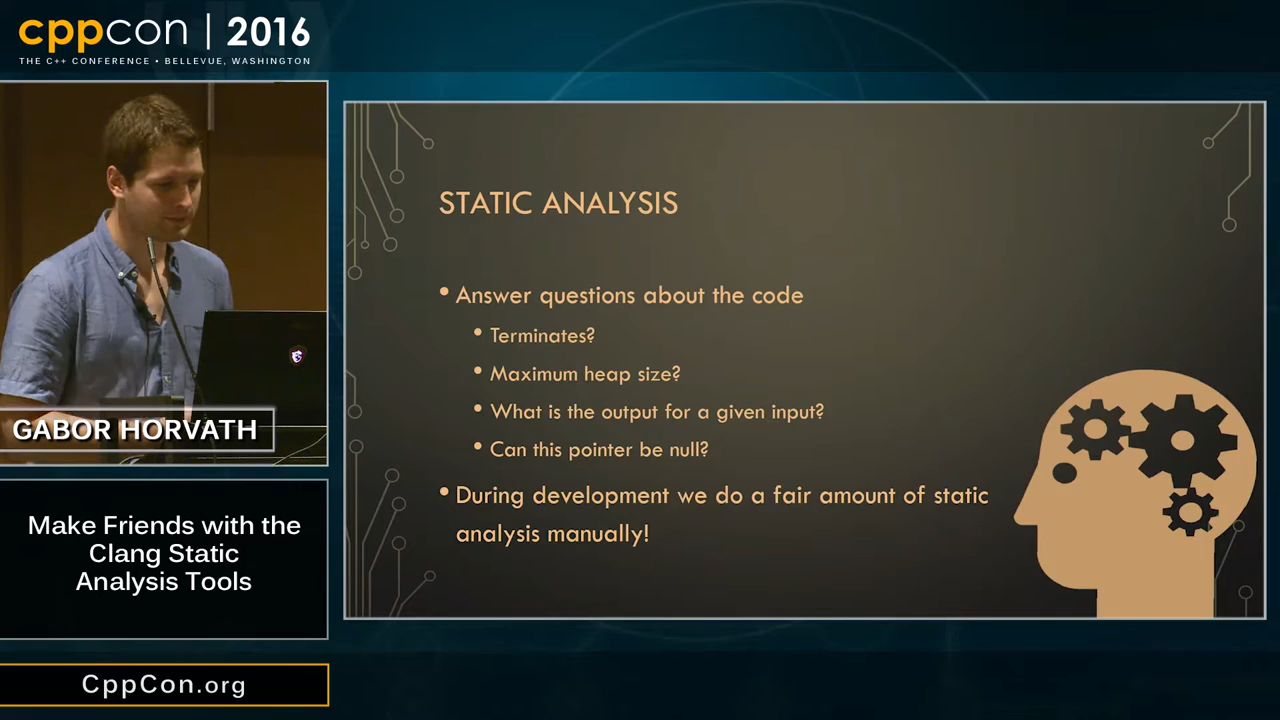 cppcon | 2016
THE C++ CONFERENCE • BELLEVUE, WASHINGTON
GABOR HORVATH
Make Friends with the
Clang Static
Analysis Tools
CppCon.org
STATIC ANALYSIS
• Answer questions about the code
• Terminates?
• Maximum heap size?
• What is the output for a given input?
• Can this pointer be null?
• During development we do a fair amount of static
analysis manually!